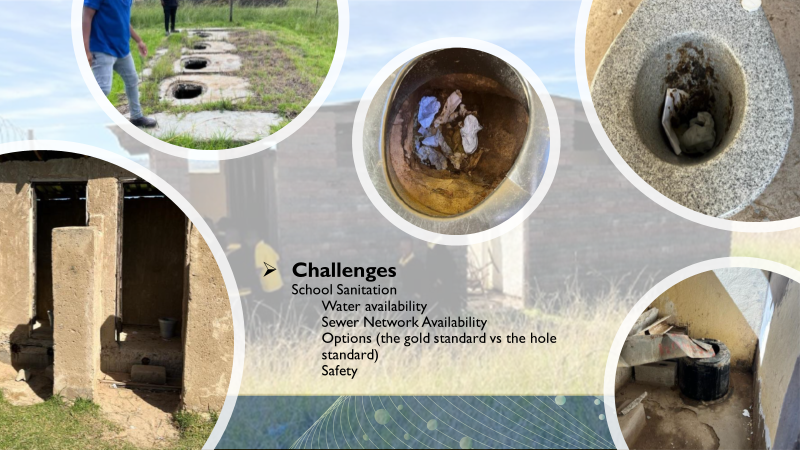 Challenges
School Sanitation
Water availability
Sewer Network Availability
Options (the gold standard vs the hole
standard)
Safety